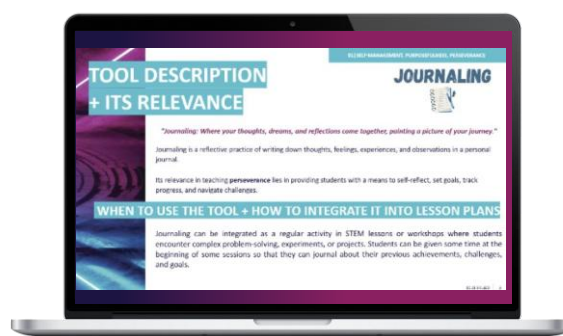 SELF-MANAGEMENT, PURPOSEFULNESS, PERSEVERANCE
TOOL DESCRIPTION
+ ITS RELEVANCE
JOURNALING
"Journaling: Where your thoughts, dreams, and reflections come together, painting a picture of your journey."
Journaling is a reflective practice of writing down thoughts, feelings, experiences, and observations in a personal
journal.
Its relevance in teaching perseverance lies in providing students with a means to self-reflect, set goals, track
progress, and navigate challenges.
WHEN TO USE THE TOOL + HOW TO INTEGRATE IT INTO LESSON PLANS
Journaling can be integrated as a regular activity in STEM lessons or workshops where students
encounter complex problem-solving, experiments, or projects. Students can be given some time at the
beginning of some sessions so that they can journal about their previous achievements, challenges,
and goals.